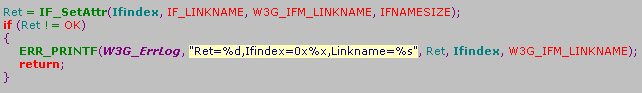 Ret = IF_SetAttr(Ifindex, IF_LINKNAME, W3G_IFM_LINKNAME, IFNAMESIZE);
if (Ret != OK)
{
ERR_PRINTF(W3G_ErrLog, "Ret=%d,Ifindex=0x%x,Linkname=%s", Ret, Ifindex, W3G_IFM_LINKNAME);
return;
}